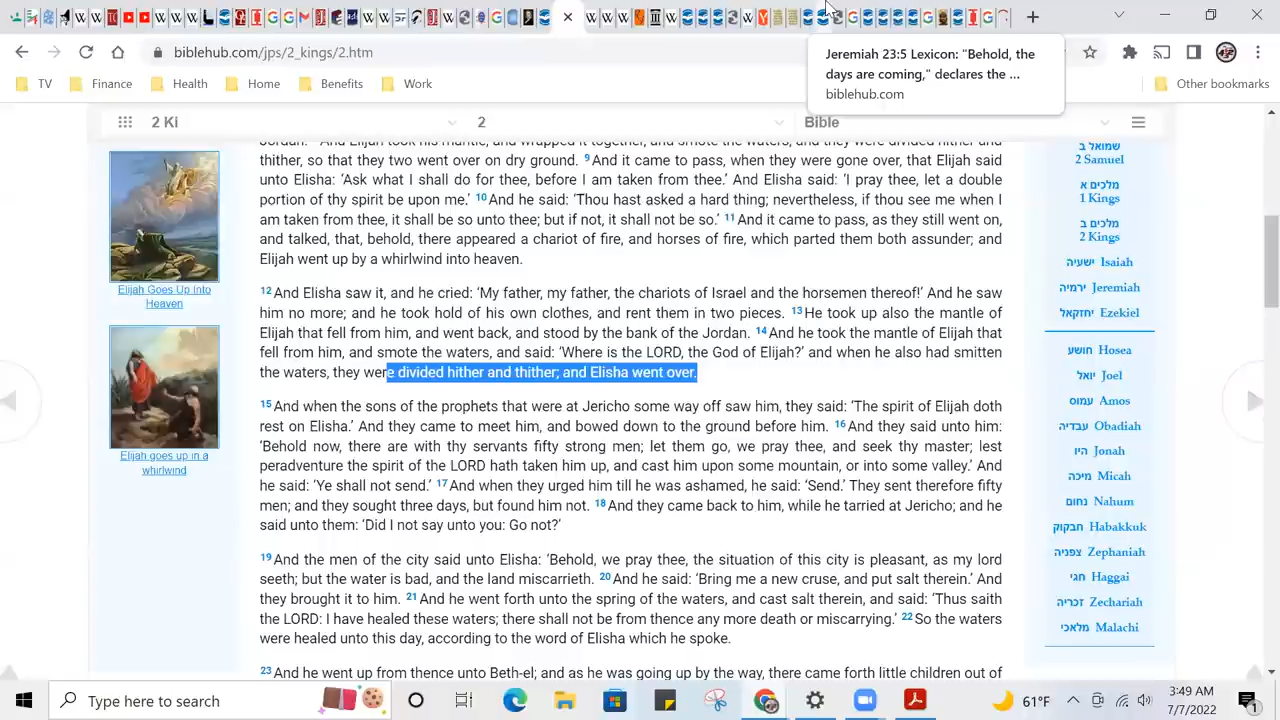 biblehub.com/jps/2_kings/2.htm
Jeremiah 23:5 Lexicon: "Behold, the
days are coming," declares the ...
biblehub.com
TV
Finance
Health
Home
Benefits
Work
Other bookmarks
2 Ki
2
Bible
Jordan. And Elijah took his mantle, and wrapped it together, and smote the waters, and they were divided hither and
thither, so that they two went over on dry ground. 9 And it came to pass, when they were gone over, that Elijah said
unto Elisha: ‘Ask what I shall do for thee, before I am taken from thee.’ And Elisha said: ‘I pray thee, let a double
portion of thy spirit be upon me.’ 10 And he said: ‘Thou hast asked a hard thing; nevertheless, if thou see me when I
am taken from thee, it shall be so unto thee; but if not, it shall not be so.’ 11 And it came to pass, as they still went on,
and talked, that, behold, there appeared a chariot of fire, and horses of fire, which parted them both assunder; and
Elijah went up by a whirlwind into heaven.
12 And Elisha saw it, and he cried: ‘My father, my father, the chariots of Israel and the horsemen thereof!’ And he saw
him no more; and he took hold of his own clothes, and rent them in two pieces. 13 He took up also the mantle of
Elijah that fell from him, and went back, and stood by the bank of the Jordan. 14 And he took the mantle of Elijah that
fell from him, and smote the waters, and said: ‘Where is the LORD, the God of Elijah?’ and when he also had smitten
the waters, they were divided hither and thither; and Elisha went over.
15 And when the sons of the prophets that were at Jericho some way off saw him, they said: ‘The spirit of Elijah doth
rest on Elisha.’ And they came to meet him, and bowed down to the ground before him. 16 And they said unto him:
‘Behold now, there are with thy servants fifty strong men; let them go, we pray thee, and seek thy master; lest
peradventure the spirit of the LORD hath taken him up, and cast him upon some mountain, or into some valley.’ And
he said: ‘Ye shall not send.’ 17 And when they urged him till he was ashamed, he said: ‘Send.’ They sent therefore fifty
men; and they sought three days, but found him not. 18 And they came back to him, while he tarried at Jericho; and he
said unto them: ‘Did I not say unto you: Go not?’
19 And the men of the city said unto Elisha: ‘Behold, we pray thee, the situation of this city is pleasant, as my lord
seeth; but the water is bad, and the land miscarrieth. 20 And he said: ‘Bring me a new cruse, and put salt therein.’ And
they brought it to him. 21 And he went forth unto the spring of the waters, and cast salt therein, and said: ‘Thus saith
the LORD: I have healed these waters; there shall not be from thence any more death or miscarrying.’ 22 So the waters
were healed unto this day, according to the word of Elisha which he spoke.
23 And he went up from thence unto Beth-el; and as he was going up by the way, there came forth little children out of
Elijah Goes Up Into
Heaven
Elijah goes up in a
whirlwind
שמואל ב
2 Samuel
מלכים א
1 Kings
מלכים ב
2 Kings
ישעיה Isaiah
ירמיה Jeremiah
יחזקאל Ezekiel
הושע Hosea
יואל Joel
עמוס Amos
עבדיה Obadiah
יונה Jonah
מיכה Micah
נחום Nahum
חבקוק Habakkuk
צפניה Zephaniah
חגי Haggai
זכריה Zechariah
מלאכי Malachi
Type here to search
61°F
3:49 AM
7/7/2022